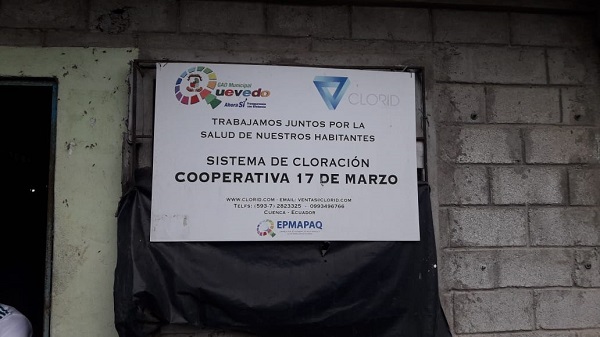 GAD Municipal
Quevedo
Ahora Sí
CLORID
TRABAJAMOS JUNTOS POR LA
SALUD DE NUESTROS HABITANTES
SISTEMA DE CLORACIÓN
COOPERATIVA 17 DE MARZO
WWW.CLORID.COM - EMAIL: VENTAS@CLORID.COM
TELFS: (593-7) 2823325 - 0993496766
CUENCA - ECUADOR
EPMAPAQ